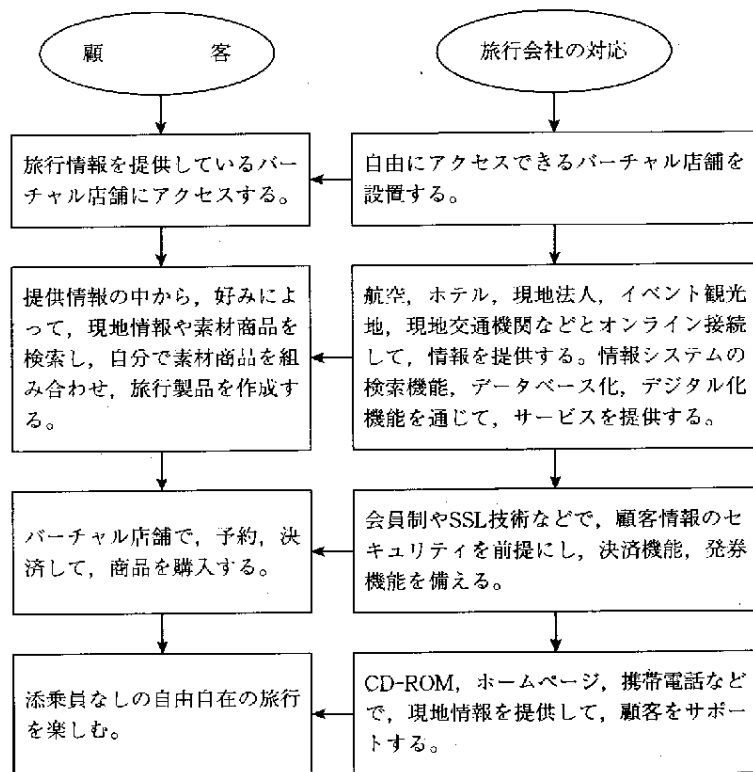 顧 客
旅行会社の対応
旅行情報を提供しているバー
チャル店舗にアクセスする。
自由にアクセスできるバーチャル店舗を
設置する。
提供情報の中から，好みによ
って，現地情報や素材商品を
検索し，自分で素材商品を組
み合わせ，旅行製品を作成す
る。
航空，ホテル，現地法人，イベント観光
地，現地交通機関などとオンライン接続
して，情報を提供する。情報システムの
検索機能，データベース化，デジタル化
機能を通じて，サービスを提供する。
バーチャル店舗で，予約，決
済して，商品を購入する。
会員制やSSL技術などで，顧客情報のセ
キュリティを前提にし，決済機能，発券
機能を備える。
添乗員なしの自由自在の旅行
を楽しむ。
CD-ROM，ホームページ，携帯電話など
で，現地情報を提供して，顧客をサポー
トする。